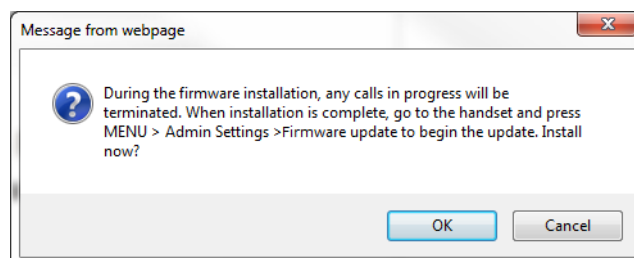 Message from webpage
During the firmware installation, any calls in progress will be
terminated. When installation is complete, go to the handset and press
MENU > Admin Settings >Firmware update to begin the update. Install
now?
OK
Cancel